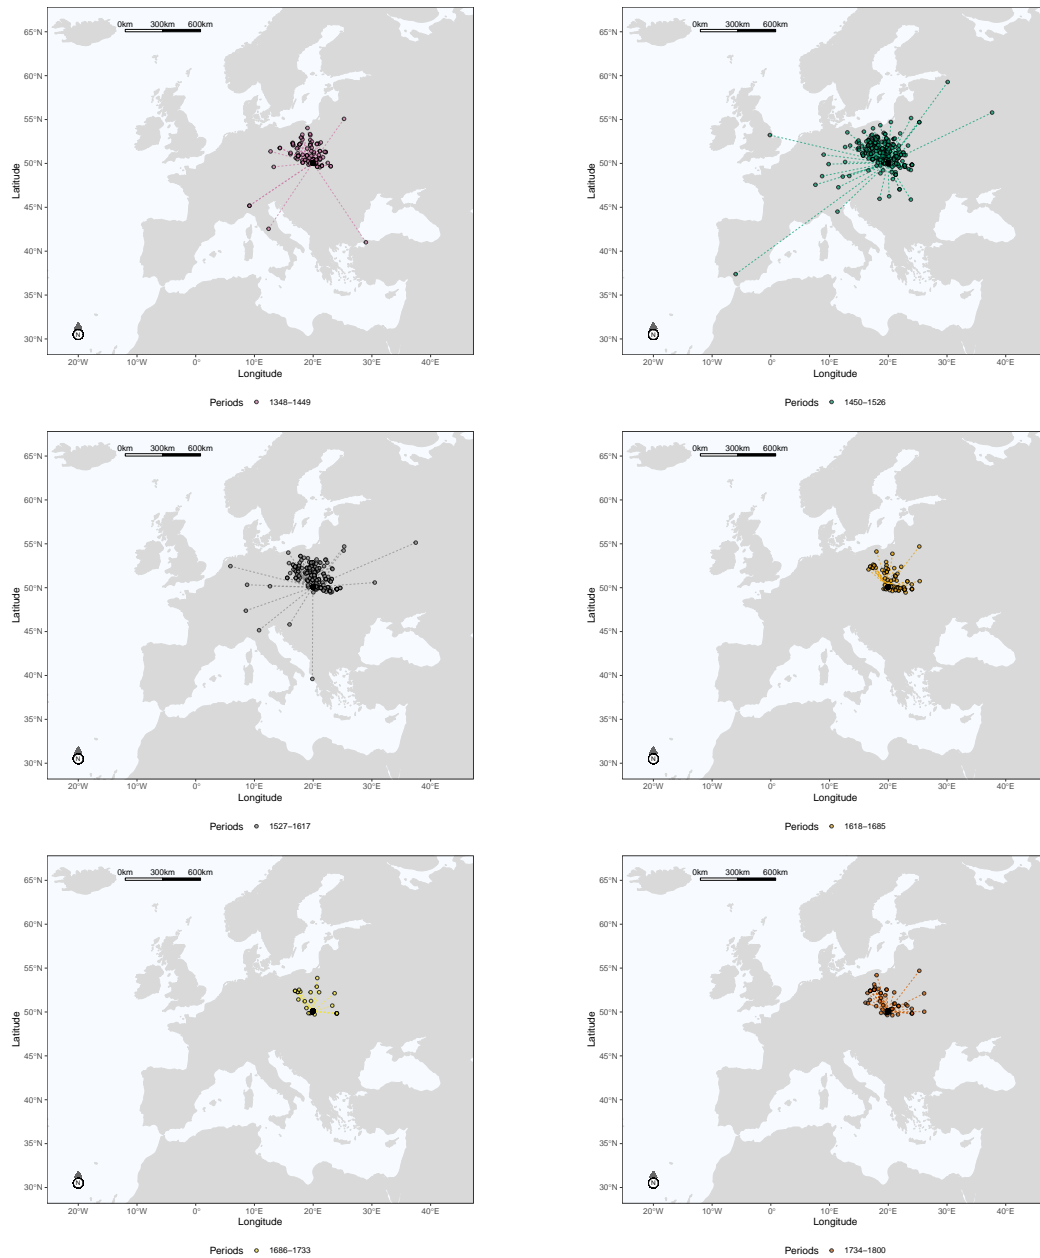 0km 300km 600km
65°N
60°N
55°N
50°N
45°N
40°N
35°N
30°N
Latitude
N
20°W 10°W 0° 10°E 20°E 30°E 40°E
Longitude
Periods 1348–1449
0km 300km 600km
65°N
60°N
55°N
50°N
45°N
40°N
35°N
30°N
Latitude
N
20°W 10°W 0° 10°E 20°E 30°E 40°E
Longitude
Periods 1450–1526
0km 300km 600km
65°N
60°N
55°N
50°N
45°N
40°N
35°N
30°N
Latitude
N
20°W 10°W 0° 10°E 20°E 30°E 40°E
Longitude
Periods 1527–1617
0km 300km 600km
65°N
60°N
55°N
50°N
45°N
40°N
35°N
30°N
Latitude
N
20°W 10°W 0° 10°E 20°E 30°E 40°E
Longitude
Periods 1618–1685
0km 300km 600km
65°N
60°N
55°N
50°N
45°N
40°N
35°N
30°N
Latitude
N
20°W 10°W 0° 10°E 20°E 30°E 40°E
Longitude
Periods 1686–1733
0km 300km 600km
65°N
60°N
55°N
50°N
45°N
40°N
35°N
30°N
Latitude
N
20°W 10°W 0° 10°E 20°E 30°E 40°E
Longitude
Periods 1734–1800